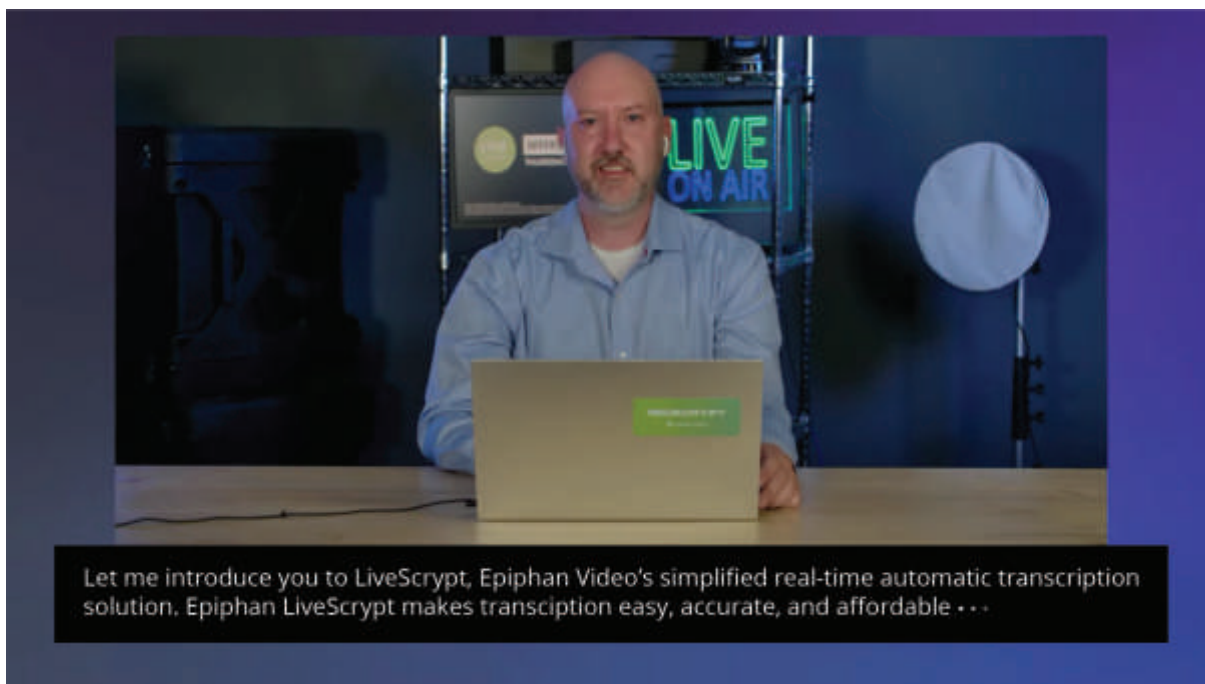 LIVE
ON AIR
Let me introduce you to LiveScrypt, Epiphan Video's simplified real-time automatic transcription
solution. Epiphan LiveScrypt makes transciption easy, accurate, and affordable •••